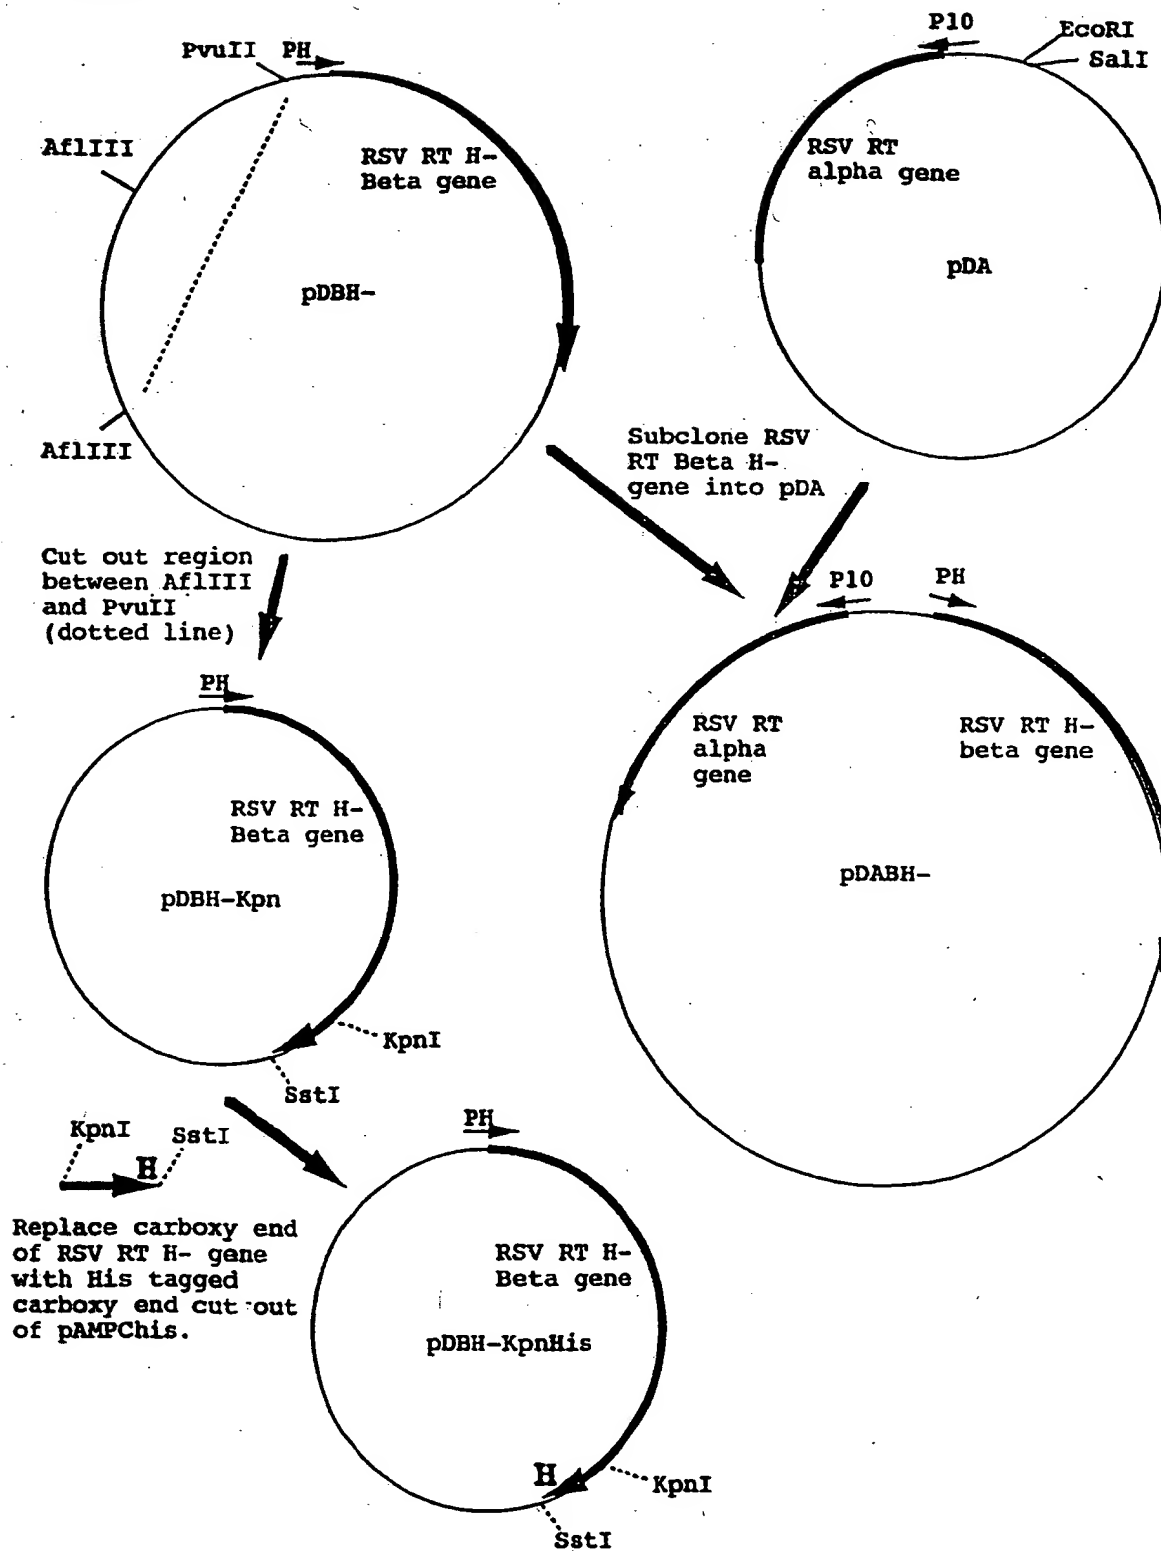 PvuII
PH
AflIII
RSV RT H-
Beta gene
pDBH-
AflIII
P10
EcoRI
SalI
RSV RT
alpha gene
pDA
Subclone RSV
RT Beta H-
gene into pDA
Cut out region
between AflIII
and PvuII
(dotted line)
P10
PH
RSV RT
alpha
gene
RSV RT H-
beta gene
pDABH-
PH
RSV RT H-
Beta gene
pDBH-Kpn
KpnI
SstI
KpnI
SstI
H
Replace carboxy end
of RSV RT H- gene
with His tagged
carboxy end cut out
of pAMPChis.
PH
RSV RT H-
Beta gene
pDBH-KpnHis
H
KpnI
SstI